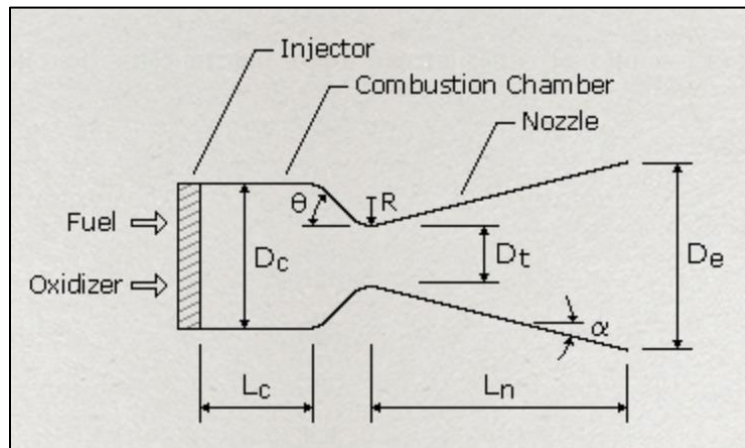 Injector
Combustion Chamber
Nozzle
θ
R
Fuel
Dc
Dt
De
Oxidizer
α
Lc
Ln